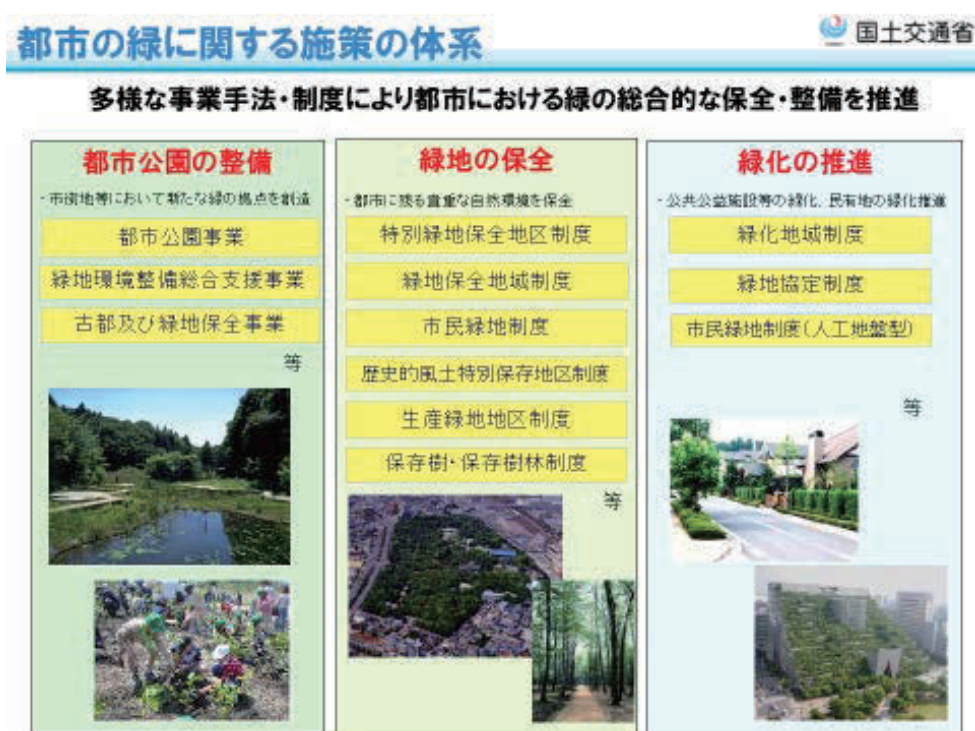 都市の緑に関する施策の体系
国土交通省
多様な事業手法・制度により都市における緑の総合的な保全・整備を推進
都市公園の整備
・市街地等において新たな緑の拠点を創造
都市公園事業
緑地環境整備総合支援事業
古都及び緑地保全事業
等
緑地の保全
・都市に残る貴重な自然環境を保全
特別緑地保全地区制度
緑地保全地域制度
市民緑地制度
歴史的風土特別保存地区制度
生産緑地地区制度
保存樹・保存樹林制度
等
緑化の推進
・公共公益施設等の緑化、民有地の緑化推進
緑化地域制度
緑地協定制度
市民緑地制度(人工地盤型)
等